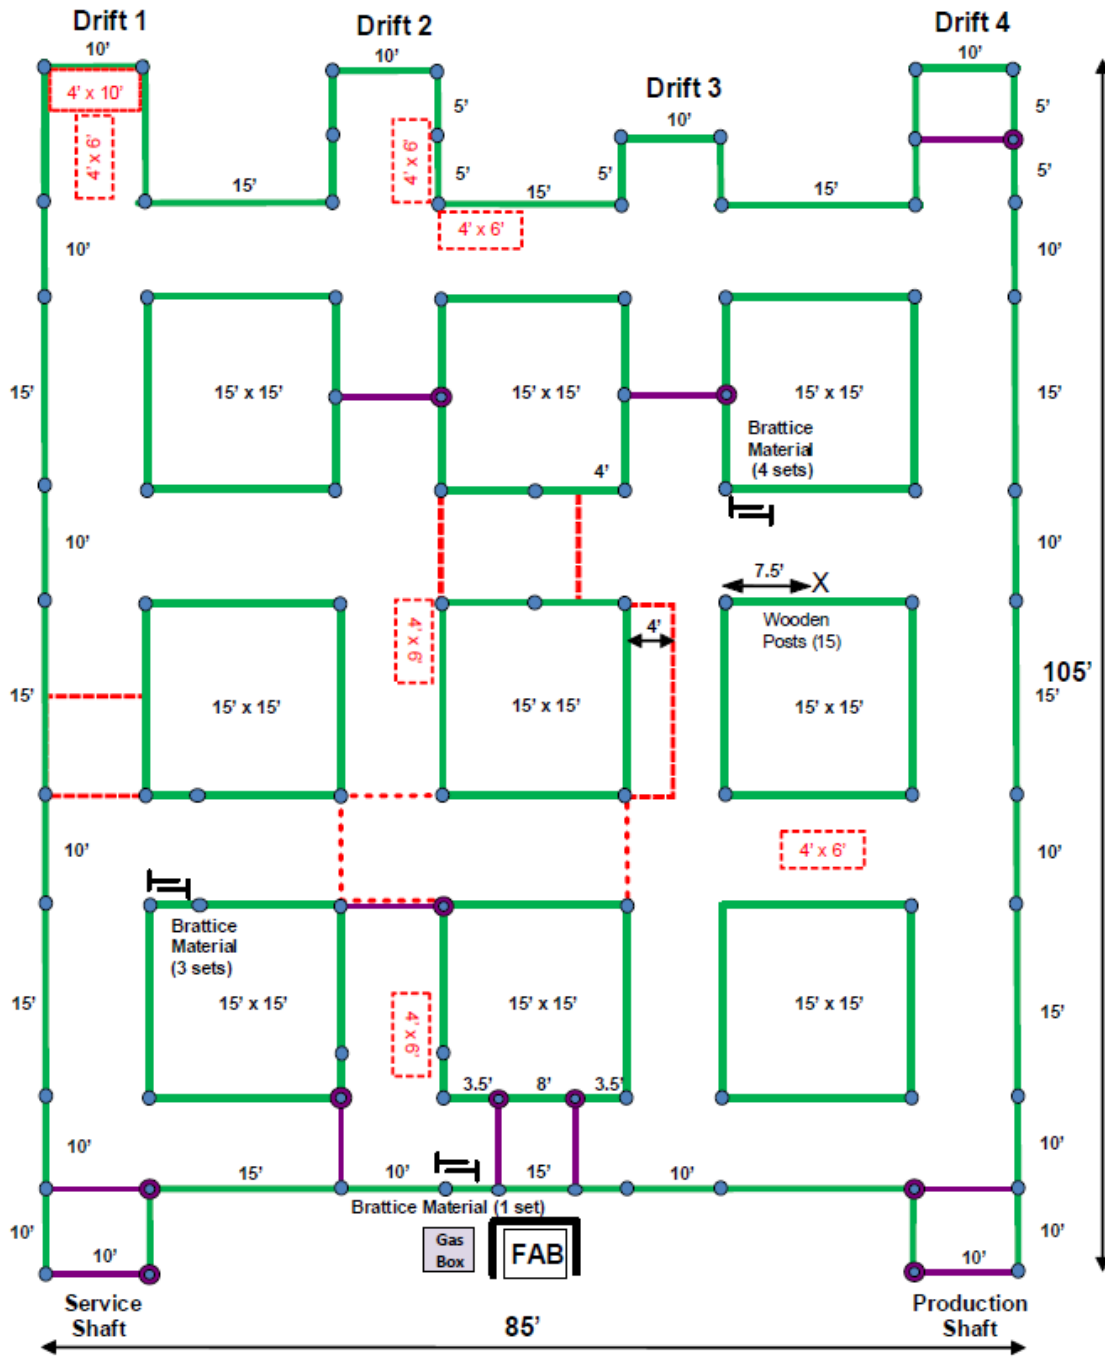 Drift 1
Drift 2
Drift 3
Drift 4
10'
10'
10'
10'
4' x 10'
4' x 6'
4' x 6'
5'
5'
5'
5'
5'
15'
15'
15'
4' x 6'
10'
10'
15'
15' x 15'
15' x 15'
15' x 15'
15'
Brattice
Material
(4 sets)
4'
10'
10'
7.5'
X
Wooden
Posts (15)
4' x 6'
4'
105'
15'
15' x 15'
15' x 15'
15' x 15'
15'
10'
4' x 6'
10'
Brattice
Material
(3 sets)
15'
15' x 15'
4' x 6'
15' x 15'
15' x 15'
15'
3.5'
8'
3.5'
10'
10'
15'
10'
15'
10'
Brattice Material (1 set)
10'
10'
Gas
Box
FAB
10'
10'
Service
Shaft
Production
Shaft
85'